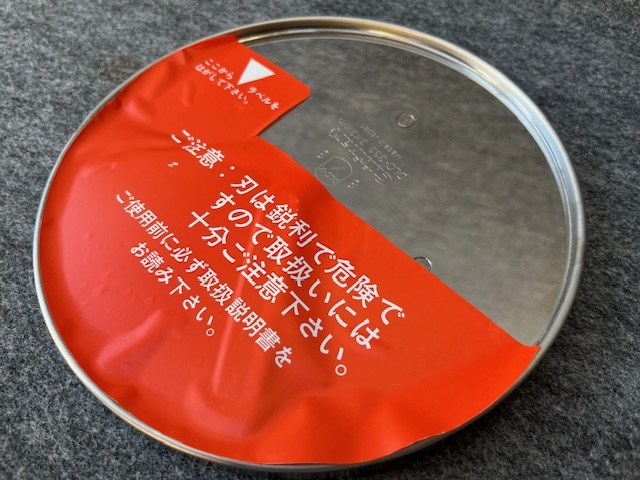 ここから
ラベルを
はがして下さい。
ご注意：刃は鋭利で危険で
すので取扱いには
十分ご注意下さい。
ご使用前に必ず取扱説明書を
お読み下さい。